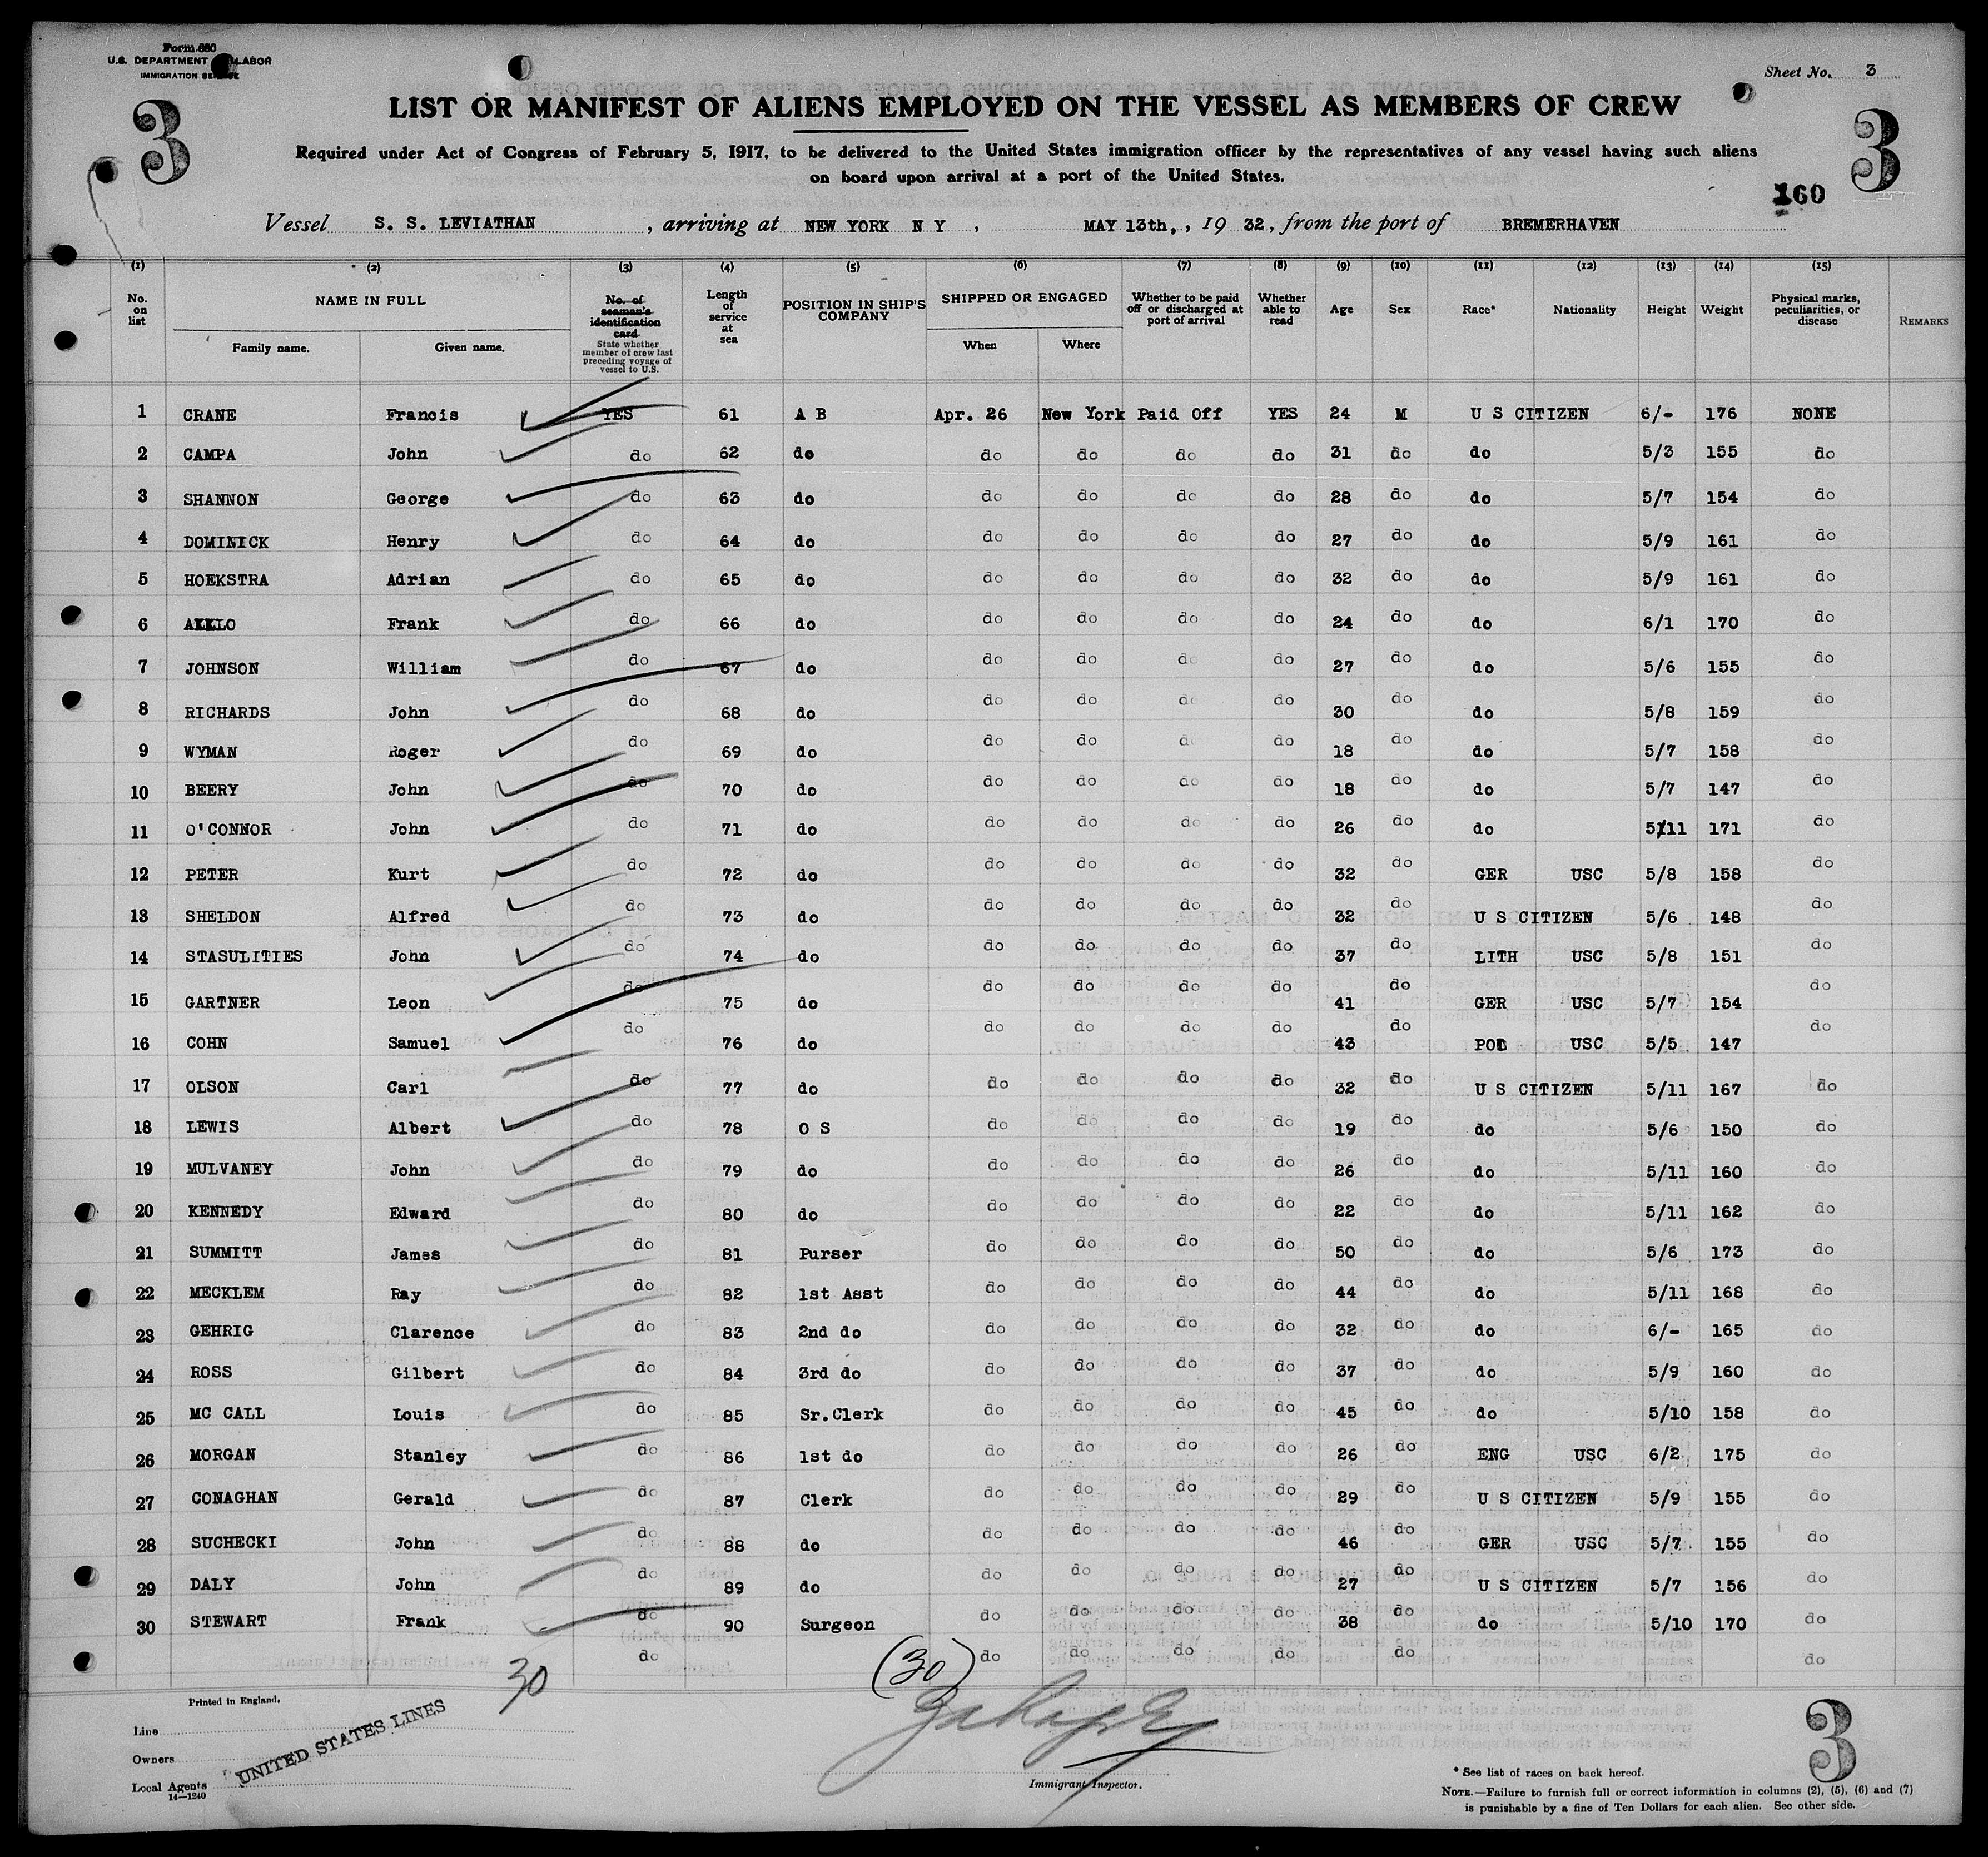 Form 680
U.S. DEPARTMENT LABOR
IMMIGRATION SERVICE
Sheet No. 3
3
3
LIST OR MANIFEST OF ALIENS EMPLOYED ON THE VESSEL AS MEMBERS OF CREW
Required under Act of Congress of February 5, 1917, to be delivered to the United States immigration officer by the representatives of any vessel having such aliens
on board upon arrival at a port of the United States.
160
Vessel S. S. LEVIATHAN , arriving at NEW YORK N Y , MAY 13th, , 19 32, from the port of BREMERHAVEN
(1) (2) (3) (4) (5) (6) (7) (8) (9) (10) (11) (12) (13) (14) (15)
No. on list NAME IN FULL Family name. Given name. No. of seaman's identification card State whether member of crew last preceding voyage of vessel to U.S. Length of service at sea POSITION IN SHIP'S COMPANY SHIPPED OR ENGAGED When Where Whether to be paid off or discharged at port of arrival Whether able to read Age Sex Race* Nationality Height Weight Physical marks, peculiarities, or disease REMARKS
1 CRANE Francis YES 61 A B Apr. 26 New York Paid Off YES 24 M U S CITIZEN 6/- 176 NONE
2 CAMPA John do 62 do do do do do 31 do do 5/3 155 do
3 SHANNON George do 63 do do do do do 28 do do 5/7 154 do
4 DOMINICK Henry do 64 do do do do do 27 do do 5/9 161 do
5 HOEKSTRA Adrian do 65 do do do do do 32 do do 5/9 161 do
6 Frank do 66 do do do do do 24 do do 6/1 170 do
7 JOHNSON William do 67 do do do do do 27 do do 5/6 155 do
8 RICHARDS John do 68 do do do do do 30 do do 5/8 159 do
9 WYMAN Roger do 69 do do do do do 18 do do 5/7 158 do
10 BEERY John do 70 do do do do do 18 do do 5/7 147 do
11 O'CONNOR John do 71 do do do do do 26 do do 5/11 171 do
12 PETER Kurt do 72 do do do do do 32 do GER USC 5/8 158 do
13 SHELDON Alfred do 73 do do do do do 32 do U S CITIZEN 5/6 148 do
14 STASULITIES John do 74 do do do do do 37 do LITH USC 5/8 151 do
15 GARTNER Leon do 75 do do do do do 41 do GER USC 5/7 154 do
16 COHN Samuel do 76 do do do do do 43 do POL USC 5/5 147 do
17 OLSON Carl do 77 do do do do do 32 do U S CITIZEN 5/11 167 do
18 LEWIS Albert do 78 O S do do do do 19 do do 5/6 150 do
19 MULVANEY John do 79 do do do do do 26 do do 5/11 160 do
20 KENNEDY Edward do 80 do do do do do 22 do do 5/11 162 do
21 SUMMITT James do 81 Purser do do do do 50 do do 5/6 173 do
22 MECKLEM Ray do 82 1st Asst do do do do 44 do do 5/11 168 do
23 GEHRIG Clarence do 83 2nd do do do do do 32 do do 6/- 165 do
24 ROSS Gilbert do 84 3rd do do do do do 37 do do 5/9 160 do
25 MC CALL Louis do 85 Sr.Clerk do do do do 45 do do 5/10 158 do
26 MORGAN Stanley do 86 1st do do do do do 26 do ENG USC 6/2 175 do
27 CONAGHAN Gerald do 87 Clerk do do do do 29 do U S CITIZEN 5/9 155 do
28 SUCHECKI John do 88 do do do do do 46 do GER USC 5/7 155 do
29 DALY John do 89 do do do do do 27 do U S CITIZEN 5/7 156 do
30 STEWART Frank do 90 Surgeon do do do do 38 do do 5/10 170 do
do do do do do do do
30 (30)
Printed in England.
Line
Owners
Local Agents
14—1240
UNITED STATES LINES
Immigrant Inspector.
3
* See list of races on back hereof.
NOTE.—Failure to furnish full or correct information in columns (2), (5), (6) and (7)
is punishable by a fine of Ten Dollars for each alien. See other side.